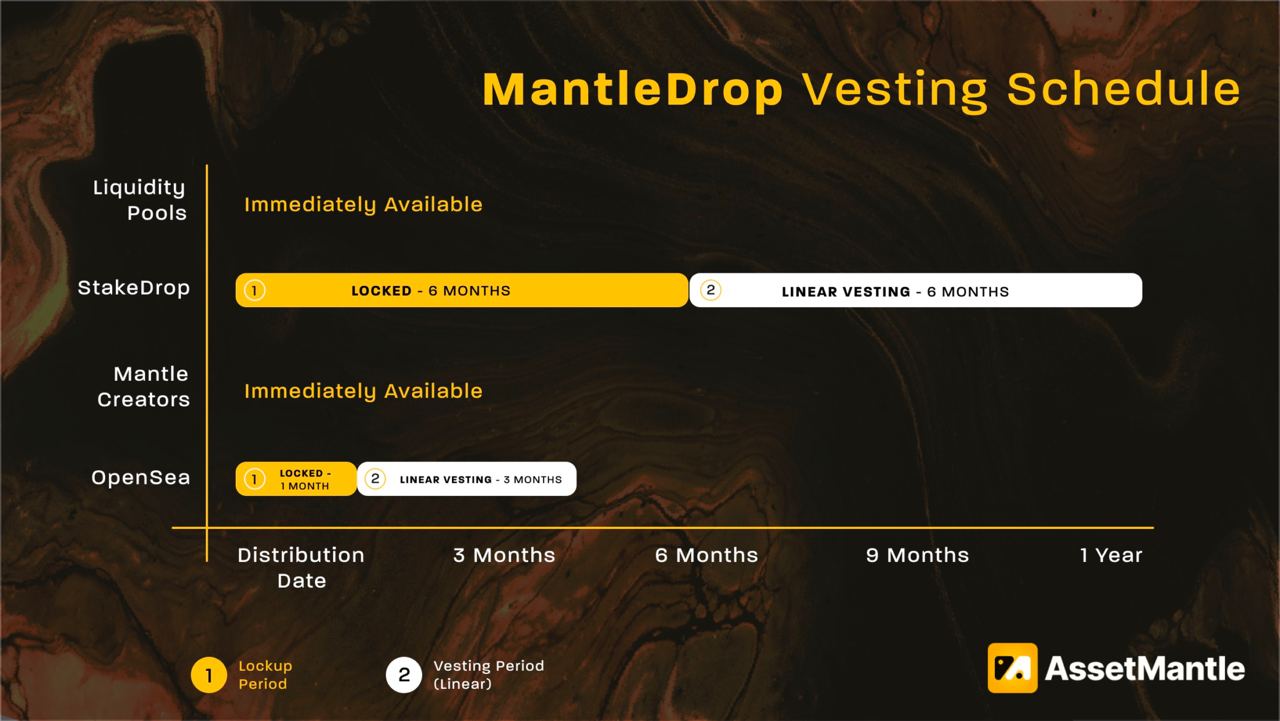 MantleDrop Vesting Schedule
Liquidity
Pools
Immediately Available
StakeDrop
1 LOCKED - 6 MONTHS
2 LINEAR VESTING - 6 MONTHS
Mantle
Creators
Immediately Available
OpenSea
1 LOCKED -
1 MONTH
2 LINEAR VESTING - 3 MONTHS
Distribution
Date
3 Months
6 Months
9 Months
1 Year
1 Lockup
Period
2 Vesting Period
(Linear)
AssetMantle